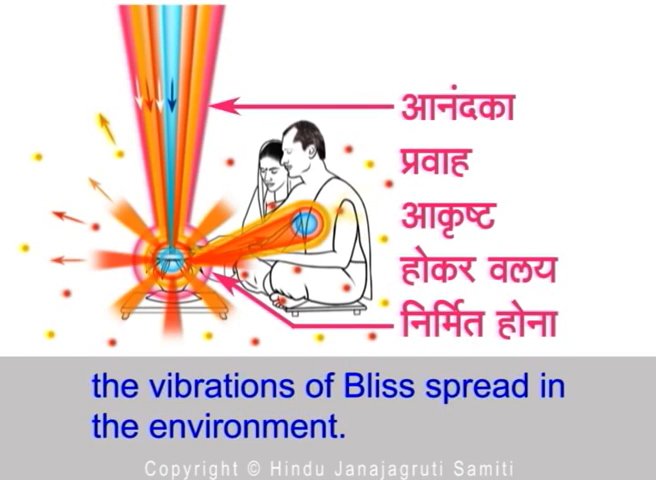 आनंदका
प्रवाह
आकृष्ट
होकर वलय
निर्मित होना
the vibrations of Bliss spread in
the environment.
Copyright © Hindu Janajagruti Samiti